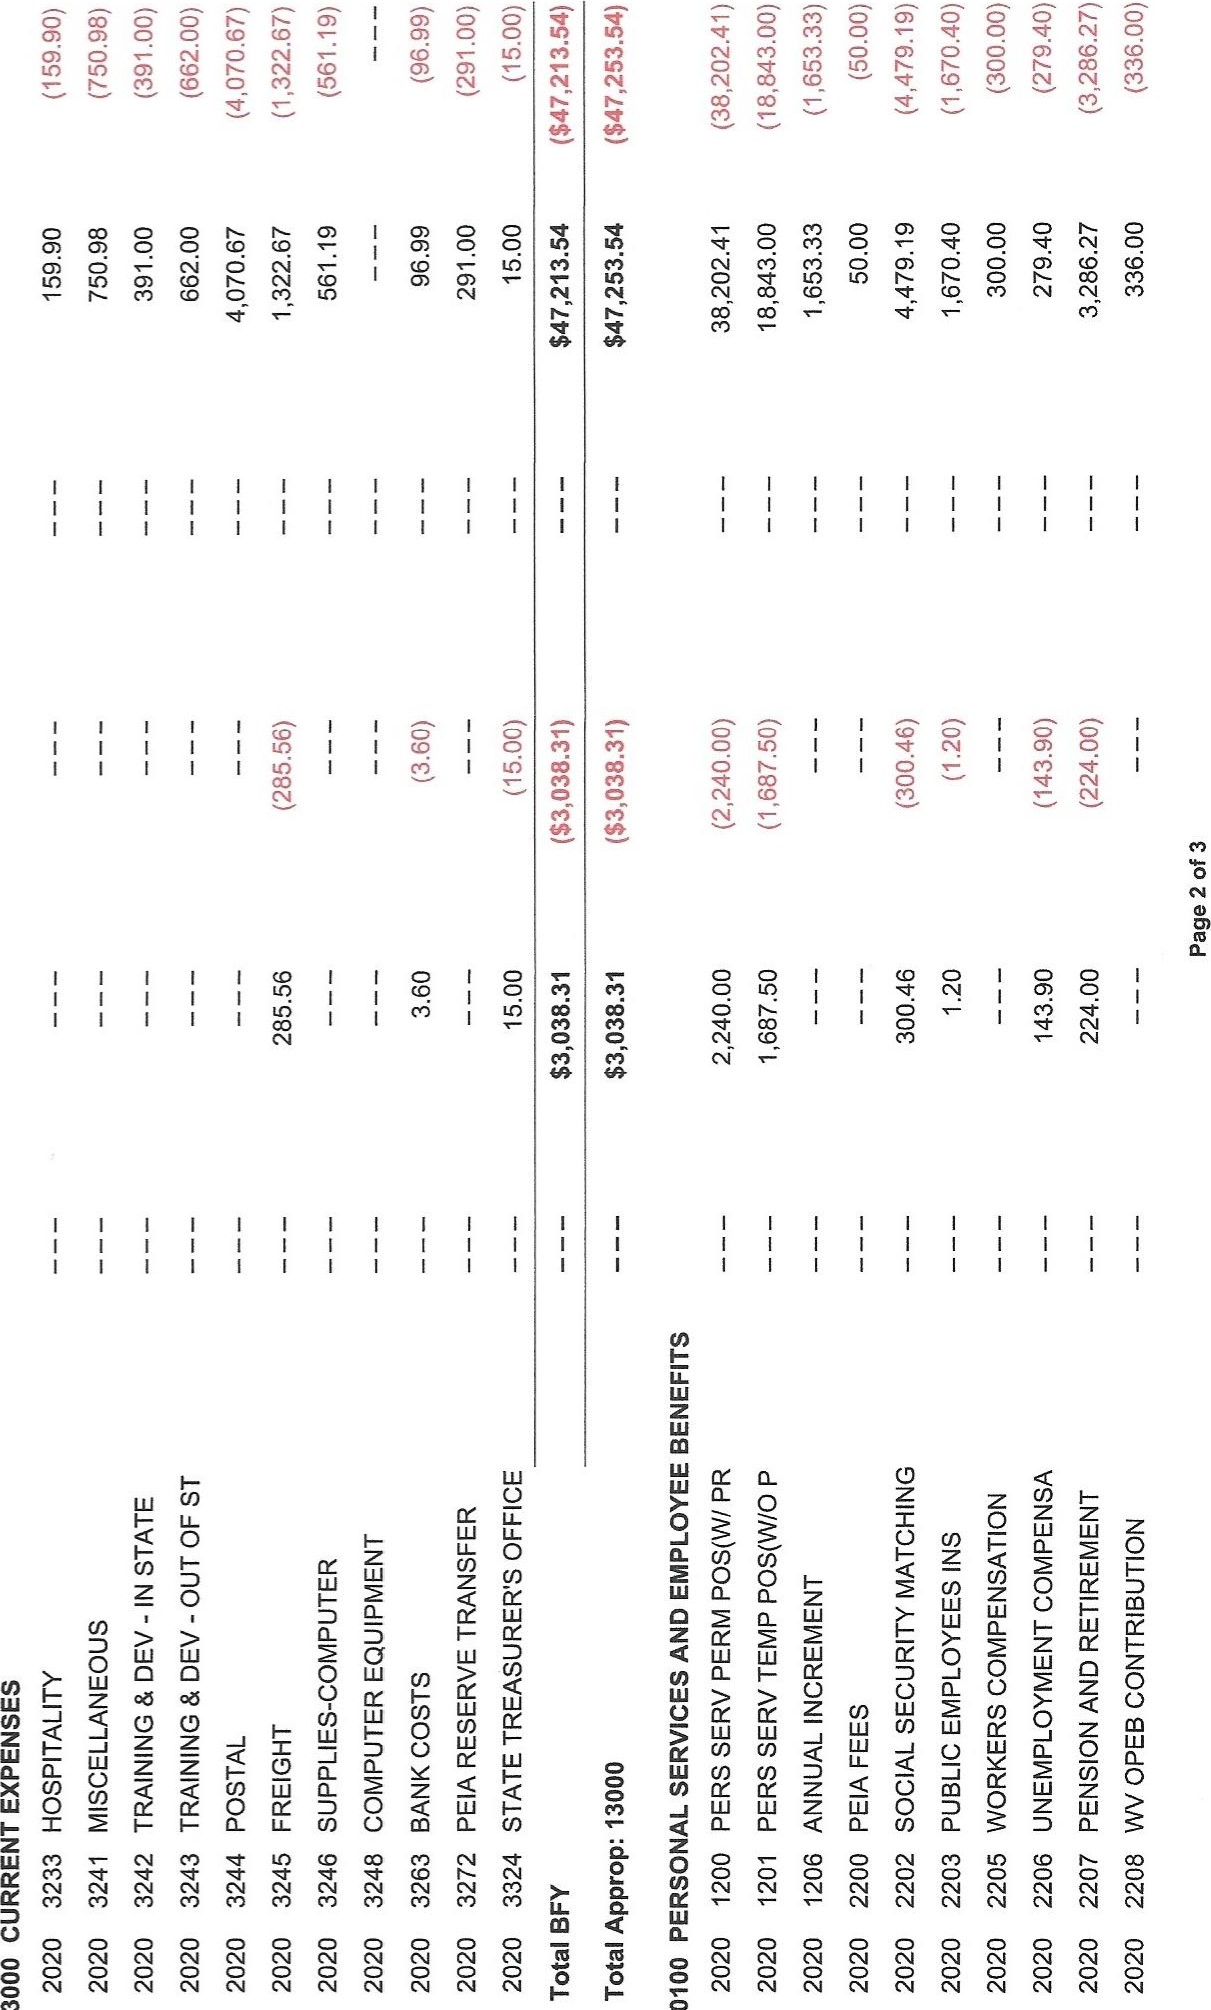 3000 CURRENT EXPENSES
2020 3233 HOSPITALITY --- --- --- --- 159.90 (159.90)
2020 3241 MISCELLANEOUS --- --- --- --- 750.98 (750.98)
2020 3242 TRAINING & DEV - IN STATE --- --- --- --- 391.00 (391.00)
2020 3243 TRAINING & DEV - OUT OF ST --- --- --- --- 662.00 (662.00)
2020 3244 POSTAL --- --- --- --- 4,070.67 (4,070.67)
2020 3245 FREIGHT --- 285.56 (285.56) --- 1,322.67 (1,322.67)
2020 3246 SUPPLIES-COMPUTER --- --- --- --- 561.19 (561.19)
2020 3248 COMPUTER EQUIPMENT --- --- --- --- --- ---
2020 3263 BANK COSTS --- 3.60 (3.60) --- 96.99 (96.99)
2020 3272 PEIA RESERVE TRANSFER --- --- --- --- 291.00 (291.00)
2020 3324 STATE TREASURER'S OFFICE --- 15.00 (15.00) --- 15.00 (15.00)
Total BFY --- $3,038.31 ($3,038.31) --- $47,213.54 ($47,213.54)
Total Approp: 13000 --- $3,038.31 ($3,038.31) --- $47,253.54 ($47,253.54)
0100 PERSONAL SERVICES AND EMPLOYEE BENEFITS
2020 1200 PERS SERV PERM POS(W/ PR --- 2,240.00 (2,240.00) --- 38,202.41 (38,202.41)
2020 1201 PERS SERV TEMP POS(W/O P --- 1,687.50 (1,687.50) --- 18,843.00 (18,843.00)
2020 1206 ANNUAL INCREMENT --- --- --- --- 1,653.33 (1,653.33)
2020 2200 PEIA FEES --- --- --- --- 50.00 (50.00)
2020 2202 SOCIAL SECURITY MATCHING --- 300.46 (300.46) --- 4,479.19 (4,479.19)
2020 2203 PUBLIC EMPLOYEES INS --- 1.20 (1.20) --- 1,670.40 (1,670.40)
2020 2205 WORKERS COMPENSATION --- --- --- --- 300.00 (300.00)
2020 2206 UNEMPLOYMENT COMPENSA --- 143.90 (143.90) --- 279.40 (279.40)
2020 2207 PENSION AND RETIREMENT --- 224.00 (224.00) --- 3,286.27 (3,286.27)
2020 2208 WV OPEB CONTRIBUTION --- --- --- --- 336.00 (336.00)
Page 2 of 3